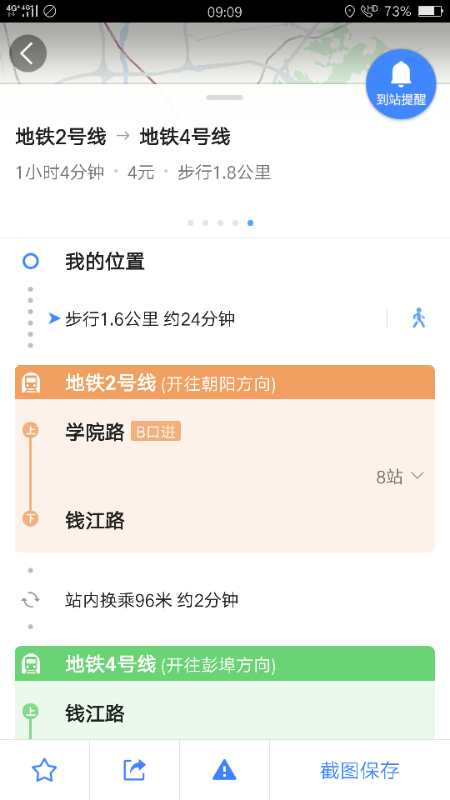 4G+ 4G 09:09 HD 73%
到站提醒
地铁2号线 → 地铁4号线
1小时4分钟 · 4元 · 步行1.8公里
我的位置
步行1.6公里 约24分钟
地铁2号线 (开往朝阳方向)
上 学院路 B口进
8站
下 钱江路
站内换乘96米 约2分钟
地铁4号线 (开往彭埠方向)
上 钱江路
截图保存